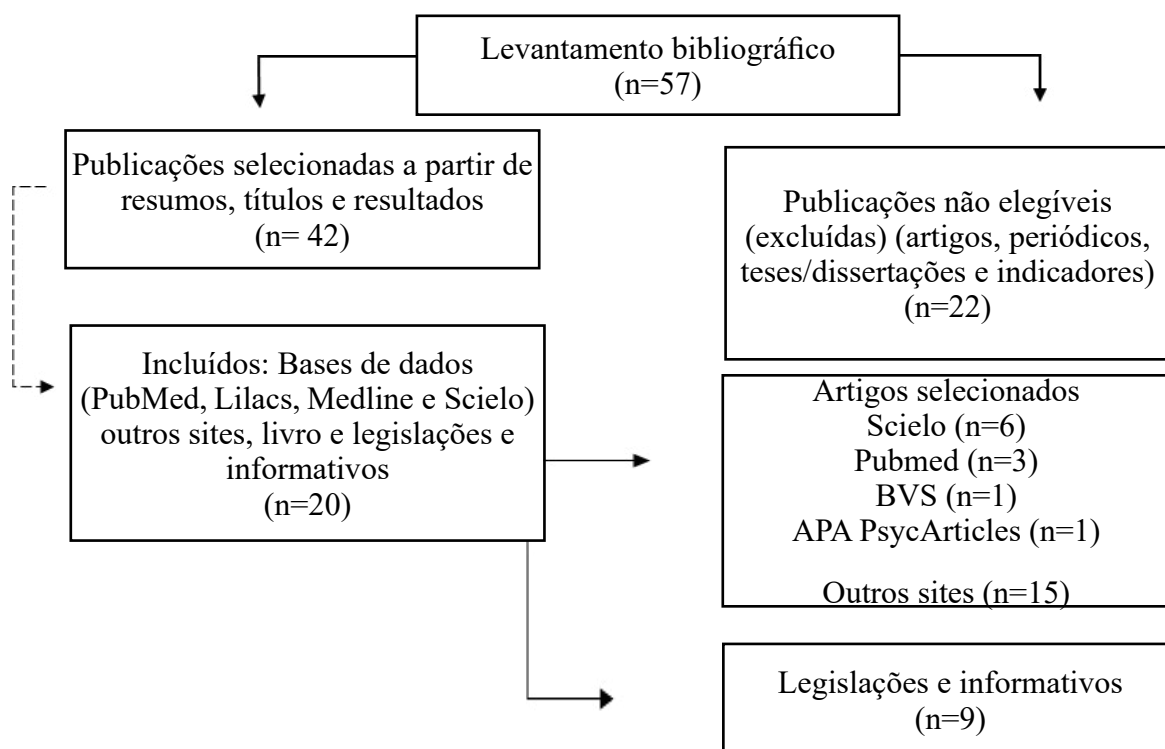 Levantamento bibliográfico
(n=57)
Publicações selecionadas a partir de
resumos, títulos e resultados
(n= 42)
Publicações não elegíveis
(excluídas) (artigos, periódicos,
teses/dissertações e indicadores)
(n=22)
Incluídos: Bases de dados
(PubMed, Lilacs, Medline e Scielo)
outros sites, livro e legislações e
informativos
(n=20)
Artigos selecionados
Scielo (n=6)
Pubmed (n=3)
BVS (n=1)
APA PsycArticles (n=1)
Outros sites (n=15)
Legislações e informativos
(n=9)